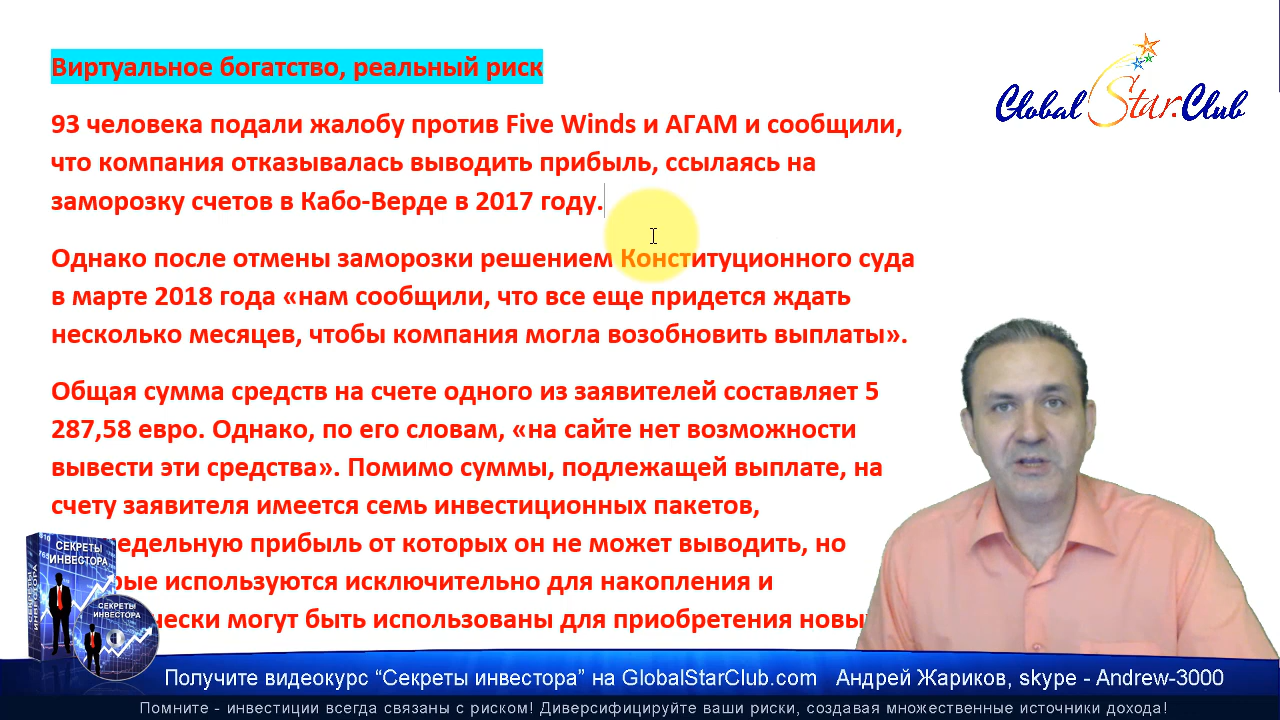 Виртуальное богатство, реальный риск
Global Star Club
93 человека подали жалобу против Five Winds и АГАМ и сообщили,
что компания отказывалась выводить прибыль, ссылаясь на
заморозку счетов в Кабо-Верде в 2017 году.
Однако после отмены заморозки решением Конституционного суда
в марте 2018 года «нам сообщили, что все еще придется ждать
несколько месяцев, чтобы компания могла возобновить выплаты».
Общая сумма средств на счете одного из заявителей составляет 5
287,58 евро. Однако, по его словам, «на сайте нет возможности
вывести эти средства». Помимо суммы, подлежащей выплате, на
счету заявителя имеется семь инвестиционных пакетов,
прибыль от которых он не может выводить, но
используются исключительно для накопления и
могут быть использованы для приобретения
СЕКРЕТЫ
ИНВЕСТОРА
СЕКРЕТЫ
ИНВЕСТОРА
Получите видеокурс “Секреты инвестора” на GlobalStarClub.com Андрей Жариков, skype - Andrew-3000
Помните - инвестиции всегда связаны с риском! Диверсифицируйте ваши риски, создавая множественные источники дохода!